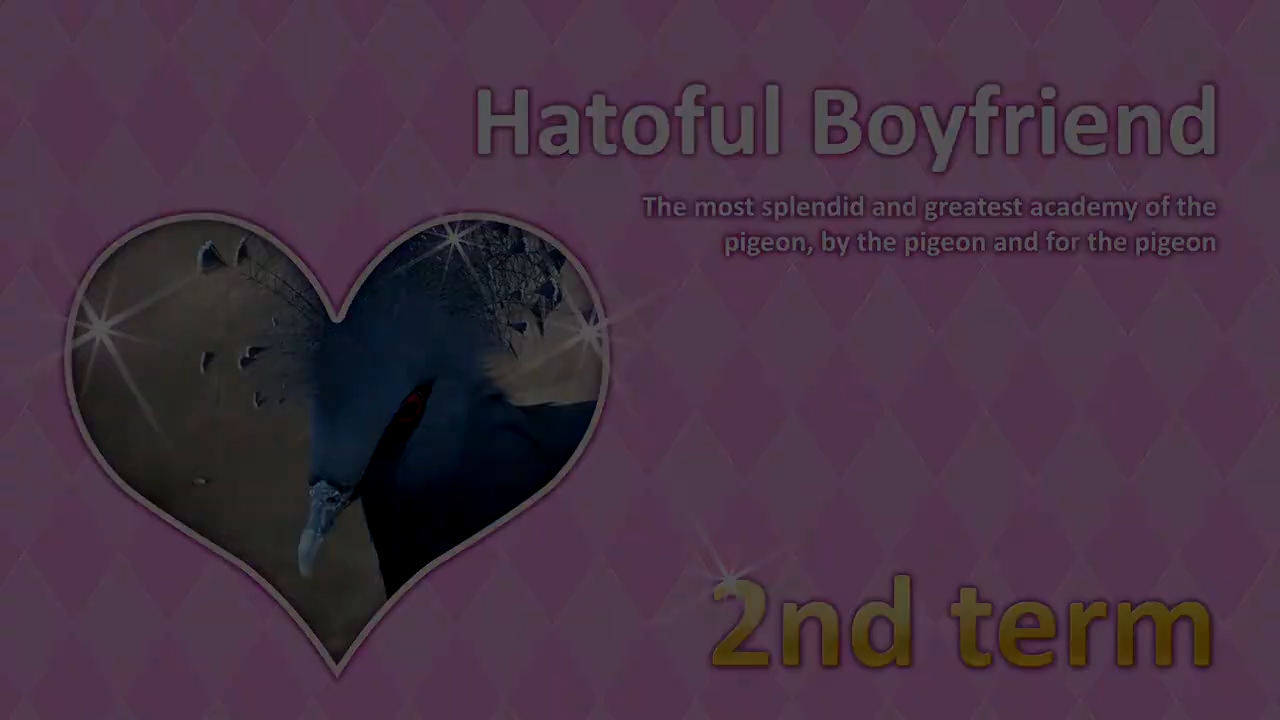 Hatoful Boyfriend
The most splendid and greatest academy of the
pigeon, by the pigeon and for the pigeon
2nd term